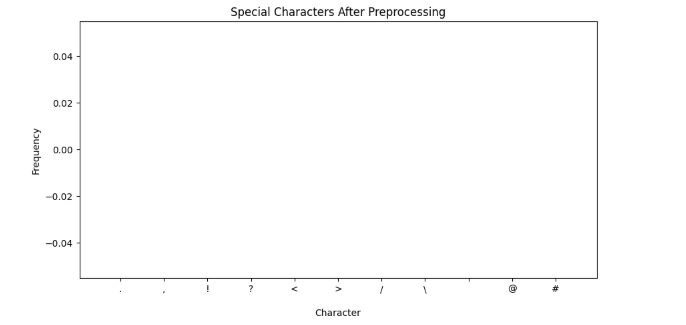 Special Characters After Preprocessing
0.04
0.02
0.00
−0.02
−0.04
Frequency
. , ! ? < > / \ @ #
Character